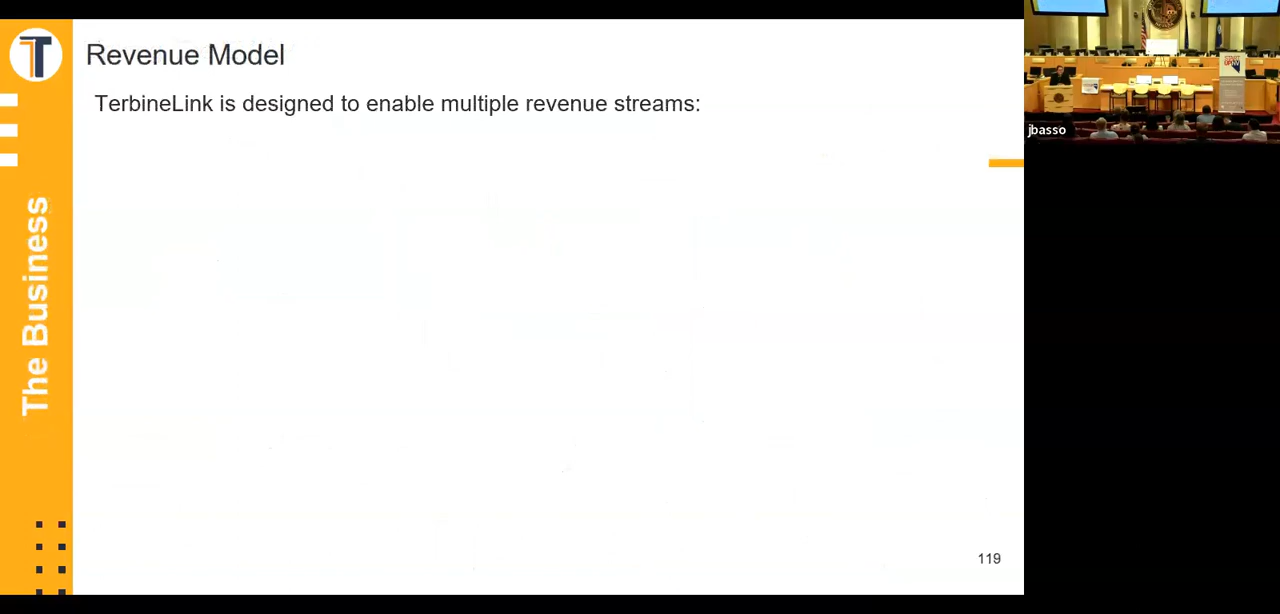 Revenue Model
TerbineLink is designed to enable multiple revenue streams:
The Business
119
jbasso